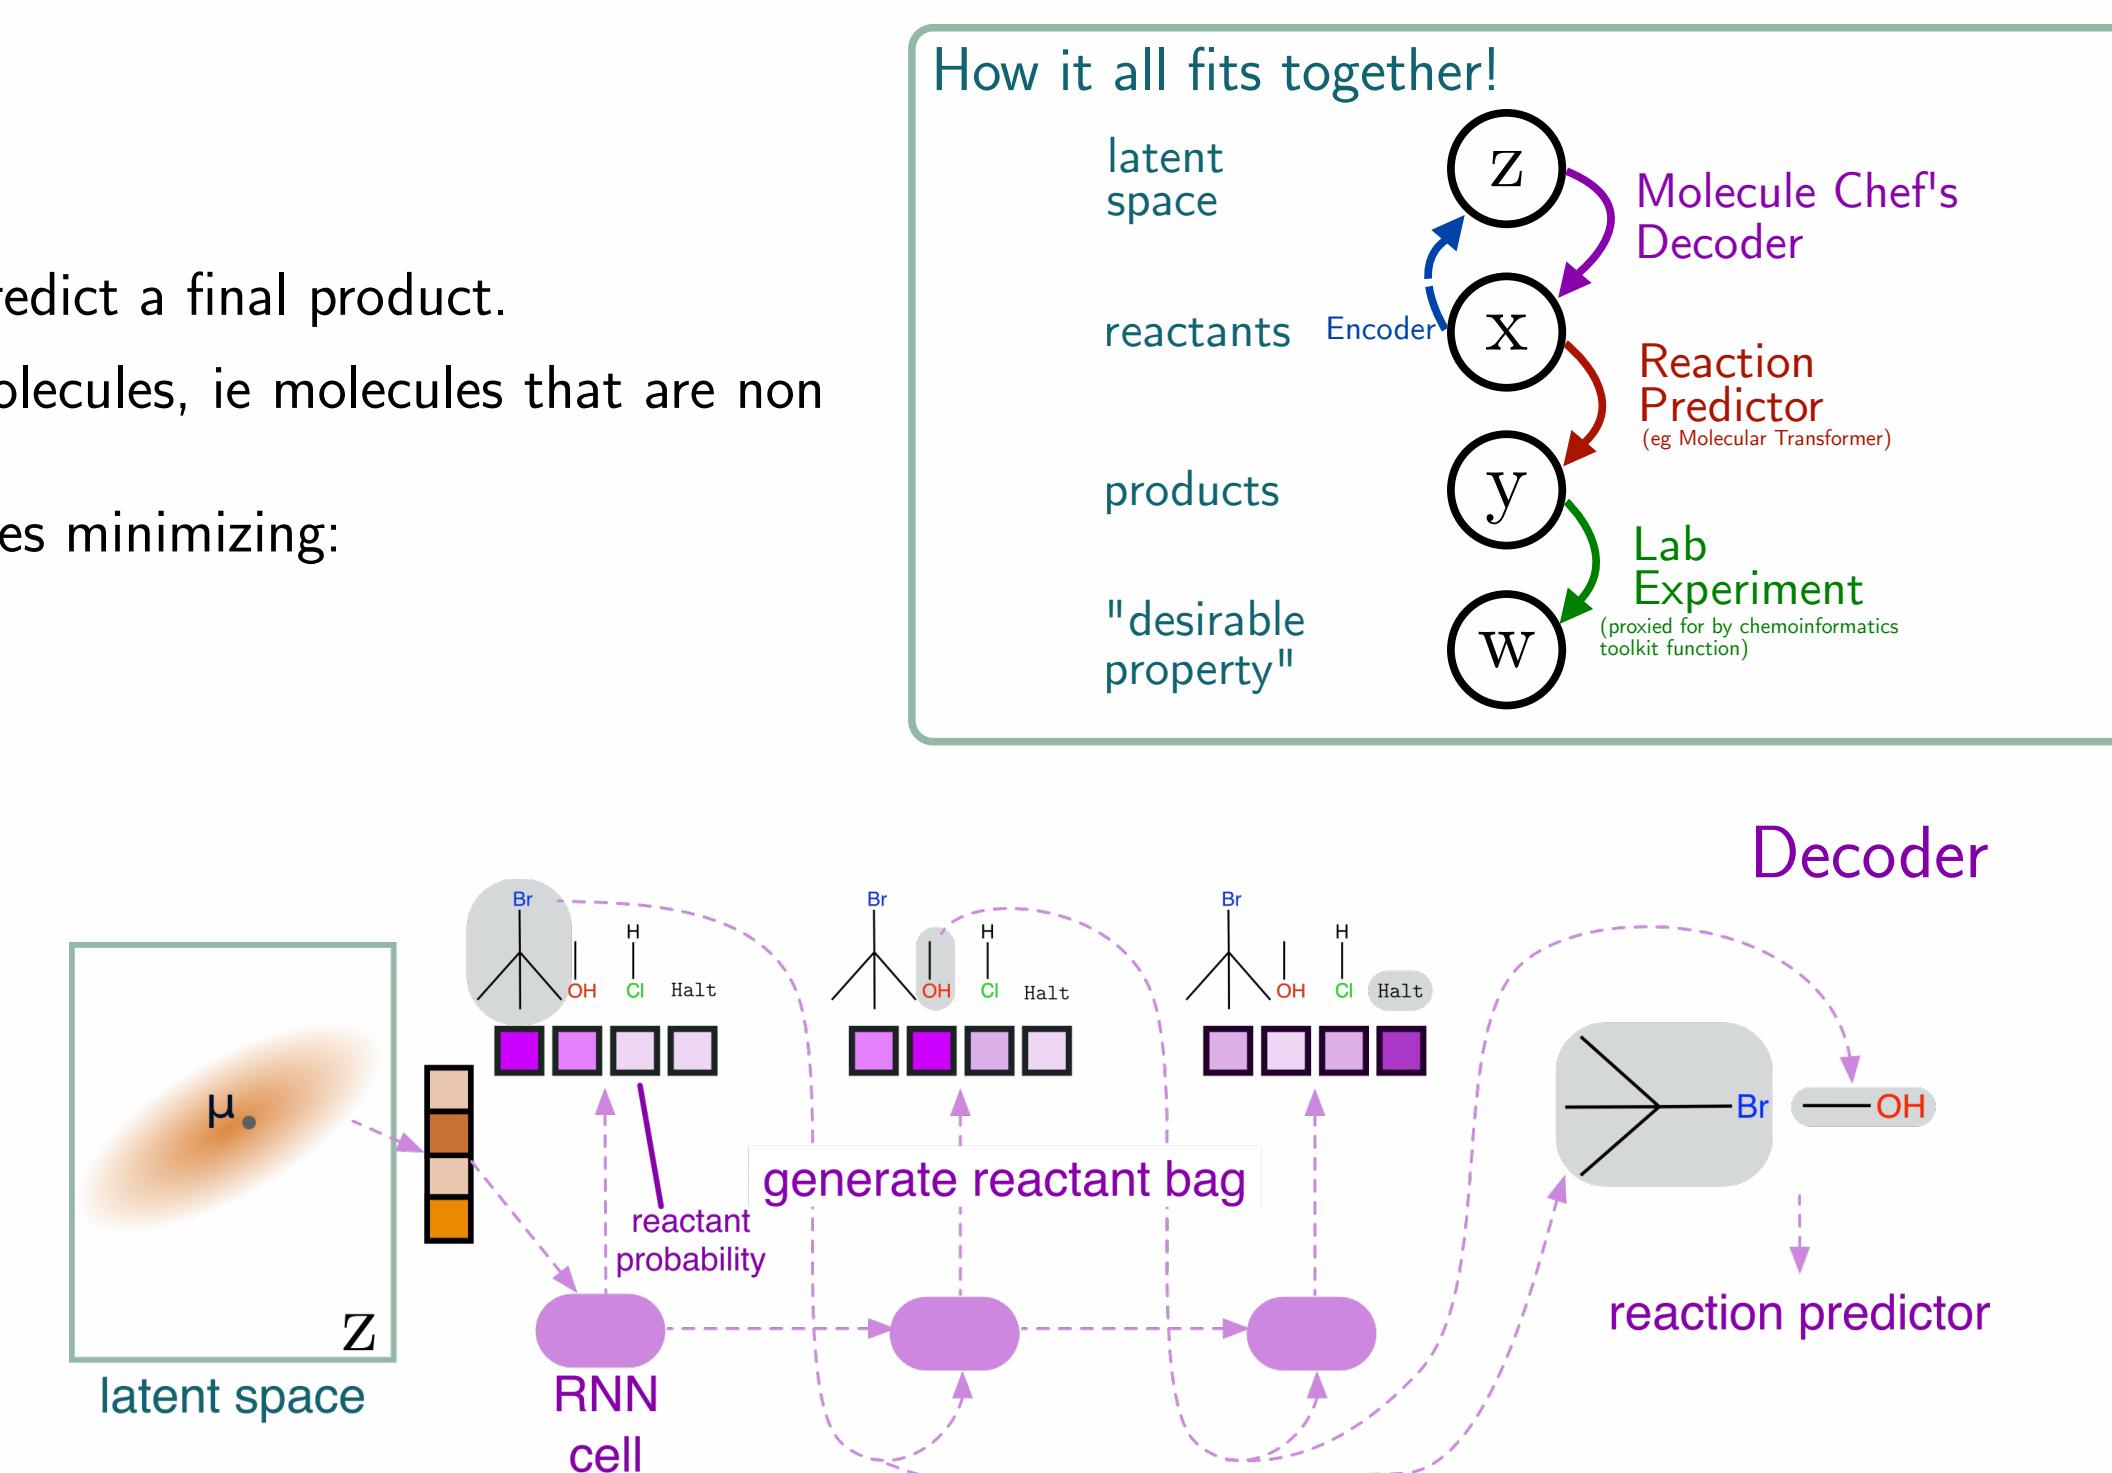 redict a final product.
olecules, ie molecules that are non
es minimizing:
How it all fits together!
latent
space
z
Molecule Chef's
Decoder
reactants
Encoder
x
Reaction
Predictor
(eg Molecular Transformer)
products
y
Lab
Experiment
(proxied for by chemoinformatics
toolkit function)
"desirable
property"
w
Decoder
Br
OH
H
Cl
Halt
Br
OH
H
Cl
Halt
Br
OH
H
Cl
Halt
μ
z
latent space
reactant
probability
generate reactant bag
RNN
cell
Br
OH
reaction predictor